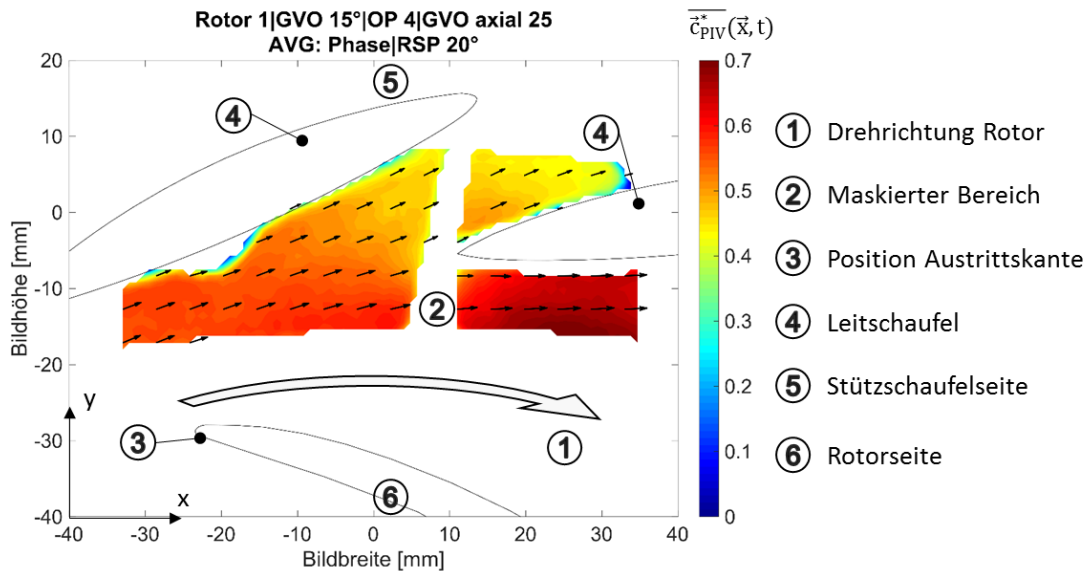 Rotor 1|GVO 15°|OP 4|GVO axial 25
AVG: Phase|RSP 20°
c⃗*PIV(x⃗, t)
20
10
0
-10
-20
-30
-40
Bildhöhe [mm]
-40
-30
-20
-10
0
10
20
30
40
Bildbreite [mm]
y
x
5
4
4
2
3
1
6
0.7
0.6
0.5
0.4
0.3
0.2
0.1
0
1 Drehrichtung Rotor
2 Maskierter Bereich
3 Position Austrittskante
4 Leitschaufel
5 Stützschaufelseite
6 Rotorseite